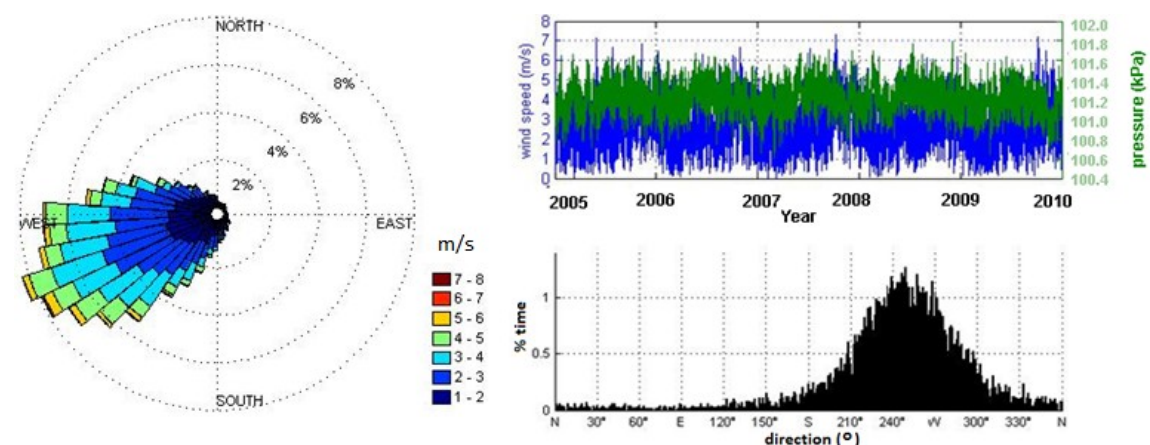 NORTH
8%
6%
4%
2%
WEST
EAST
SOUTH
m/s
7 - 8
6 - 7
5 - 6
4 - 5
3 - 4
2 - 3
1 - 2
wind speed (m/s)
8
7
6
5
4
3
2
1
0
102.0
101.8
101.6
101.4
101.2
101.0
100.8
100.6
100.4
pressure (kPa)
2005 2006 2007 2008 2009 2010
Year
% time
1
0.5
0
N 30° 60° E 120° 150° S 210° 240° W 300° 330° N
direction (º)